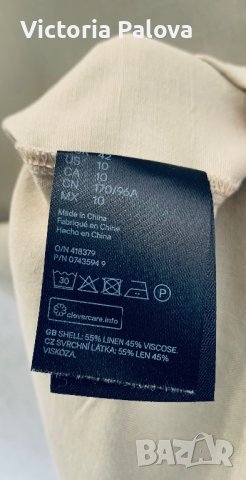 Victoria Palova
42
US 10
CA 10
CN 170/96A
MX 10
Made in China
Fabriqué en Chine
Hecho en China
O/N 418379
P/N 0743594 9
30
P
clevercare.info
GB SHELL: 55% LINEN 45% VISCOSE.
CZ SVRCHNÍ LÁTKA: 55% LEN 45%
VISKÓZA.
BAZAR